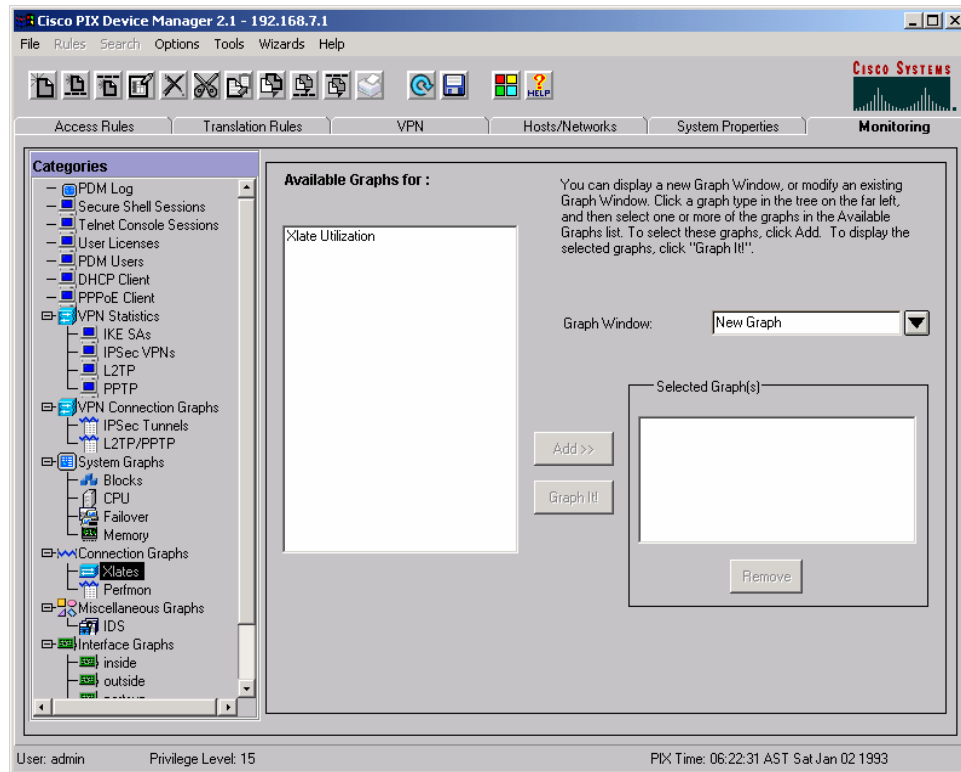 Cisco PIX Device Manager 2.1 - 192.168.7.1
File Rules Search Options Tools Wizards Help
HELP
CISCO SYSTEMS
Access Rules Translation Rules VPN Hosts/Networks System Properties Monitoring
Categories
PDM Log
Secure Shell Sessions
Telnet Console Sessions
User Licenses
PDM Users
DHCP Client
PPPoE Client
VPN Statistics
IKE SAs
IPSec VPNs
L2TP
PPTP
VPN Connection Graphs
IPSec Tunnels
L2TP/PPTP
System Graphs
Blocks
CPU
Failover
Memory
Connection Graphs
Xlates
Perfmon
Miscellaneous Graphs
IDS
Interface Graphs
inside
outside
Available Graphs for :
Xlate Utilization
You can display a new Graph Window, or modify an existing
Graph Window. Click a graph type in the tree on the far left,
and then select one or more of the graphs in the Available
Graphs list. To select these graphs, click Add. To display the
selected graphs, click "Graph It!".
Graph Window: New Graph
Selected Graph(s)
Add >>
Graph It!
Remove
User: admin Privilege Level: 15 PIX Time: 06:22:31 AST Sat Jan 02 1993